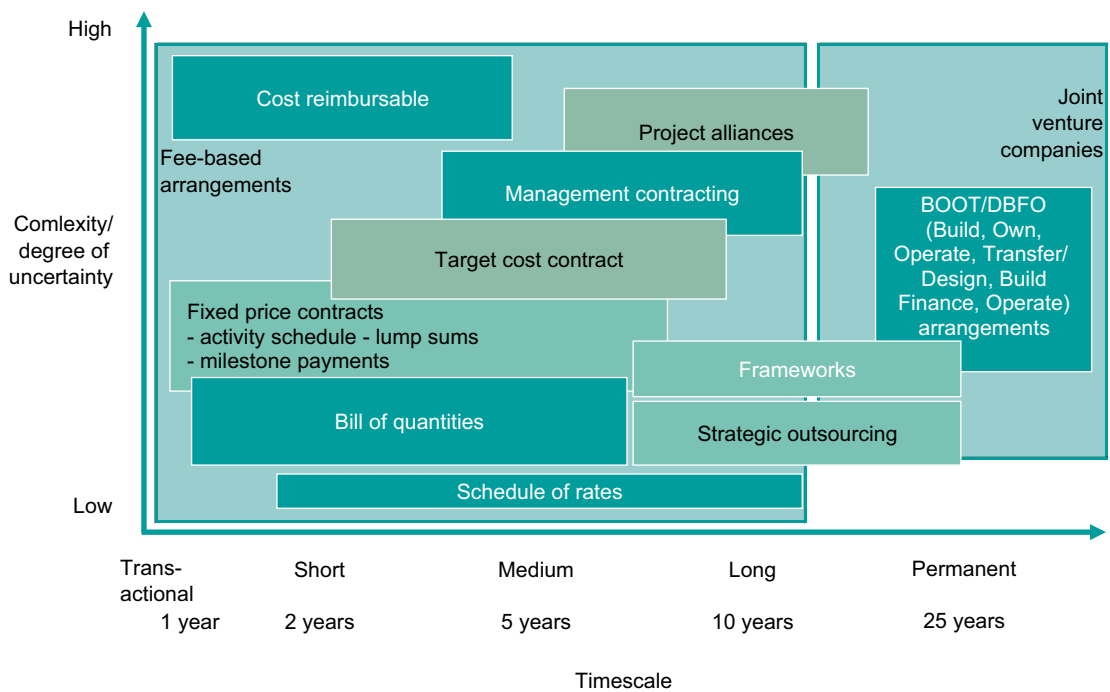 High
Cost reimbursable
Joint
venture
companies
Project alliances
Fee-based
arrangements
Management contracting
BOOT/DBFO
(Build, Own,
Operate, Transfer/
Design, Build
Finance, Operate)
arrangements
Comlexity/
degree of
uncertainty
Target cost contract
Fixed price contracts
- activity schedule - lump sums
- milestone payments
Frameworks
Bill of quantities
Strategic outsourcing
Schedule of rates
Low
Trans-
actional
Short
Medium
Long
Permanent
1 year
2 years
5 years
10 years
25 years
Timescale